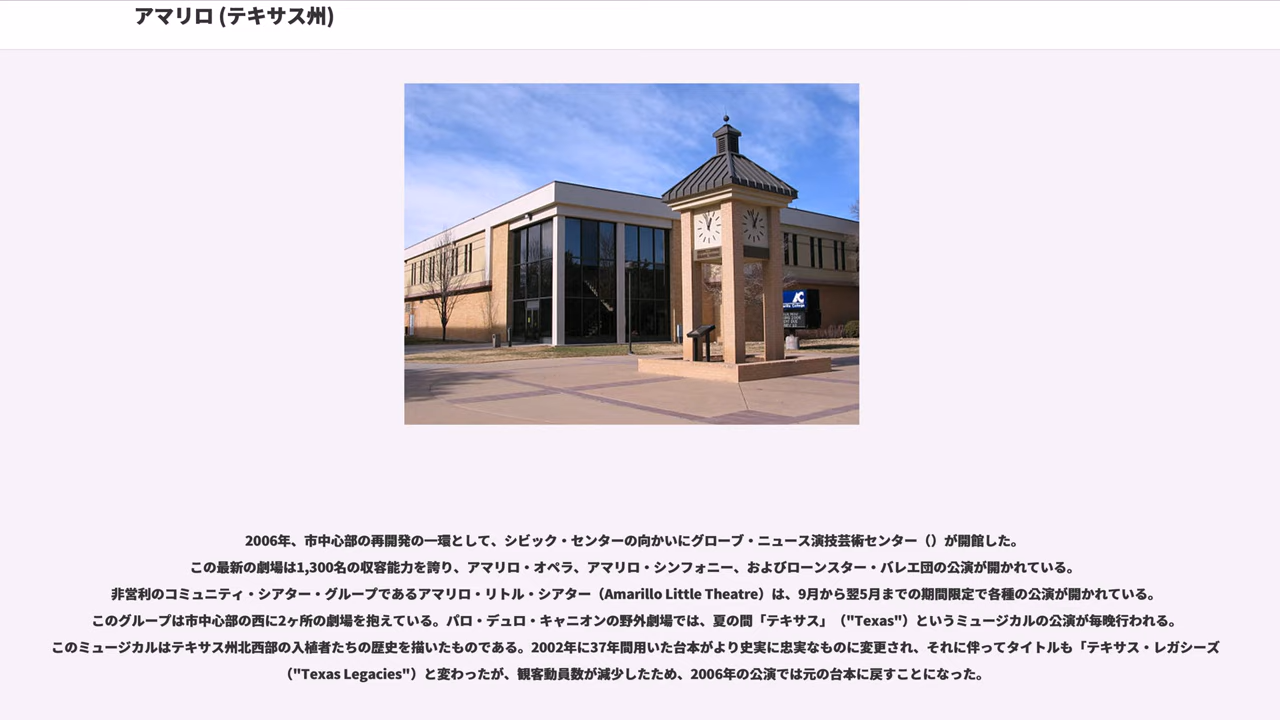 アマリロ (テキサス州)
AC
2006年、市中心部の再開発の一環として、シビック・センターの向かいにグローブ・ニュース演技芸術センター（）が開館した。
この最新の劇場は1,300名の収容能力を誇り、アマリロ・オペラ、アマリロ・シンフォニー、およびローンスター・バレエ団の公演が開かれている。
非営利のコミュニティ・シアター・グループであるアマリロ・リトル・シアター（Amarillo Little Theatre）は、9月から翌5月までの期間限定で各種の公演が開かれている。
このグループは市中心部の西に2ヶ所の劇場を抱えている。パロ・デュロ・キャニオンの野外劇場では、夏の間「テキサス」（"Texas"）というミュージカルの公演が毎晩行われる。
このミュージカルはテキサス州北西部の入植者たちの歴史を描いたものである。2002年に37年間用いた台本がより史実に忠実なものに変更され、それに伴ってタイトルも「テキサス・レガシーズ
（"Texas Legacies"）と変わったが、観客動員数が減少したため、2006年の公演では元の台本に戻すことになった。